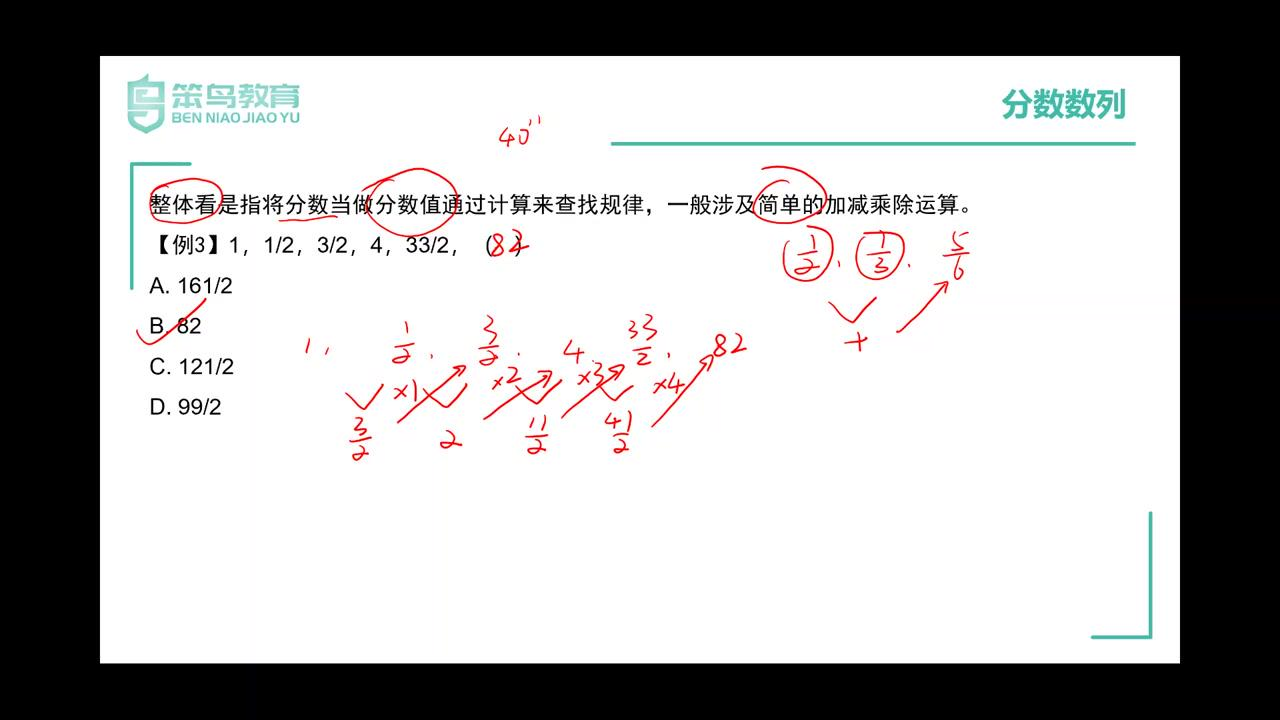 笨鸟教育
BEN NIAO JIAO YU
分数数列
40''
整体看是指将分数当做分数值通过计算来查找规律，一般涉及简单的加减乘除运算。
【例3】1，1/2，3/2，4，33/2，（82）
1/2、1/3、5/6
+
A. 161/2
B. 82
C. 121/2
D. 99/2
1、1/2、3/2、4、33/2、82
×1 ×2 ×3 ×4
3/2 2 11/2 41/2